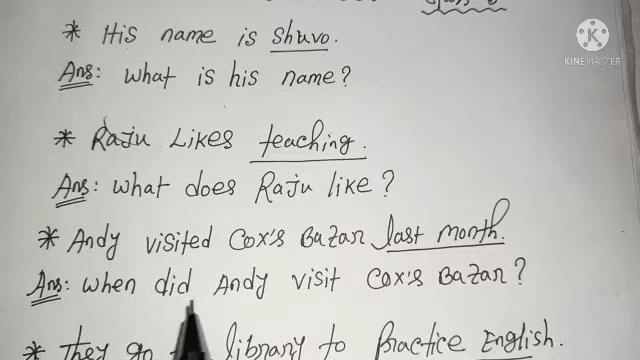 * His name is Shuvo.
Ans: What is his name?
* Raju Likes teaching.
Ans: What does Raju like?
* Andy visited Cox's Bazar last month.
Ans: When did Andy visit Cox's Bazar?
* They go library to Practice English.
KINEMASTER